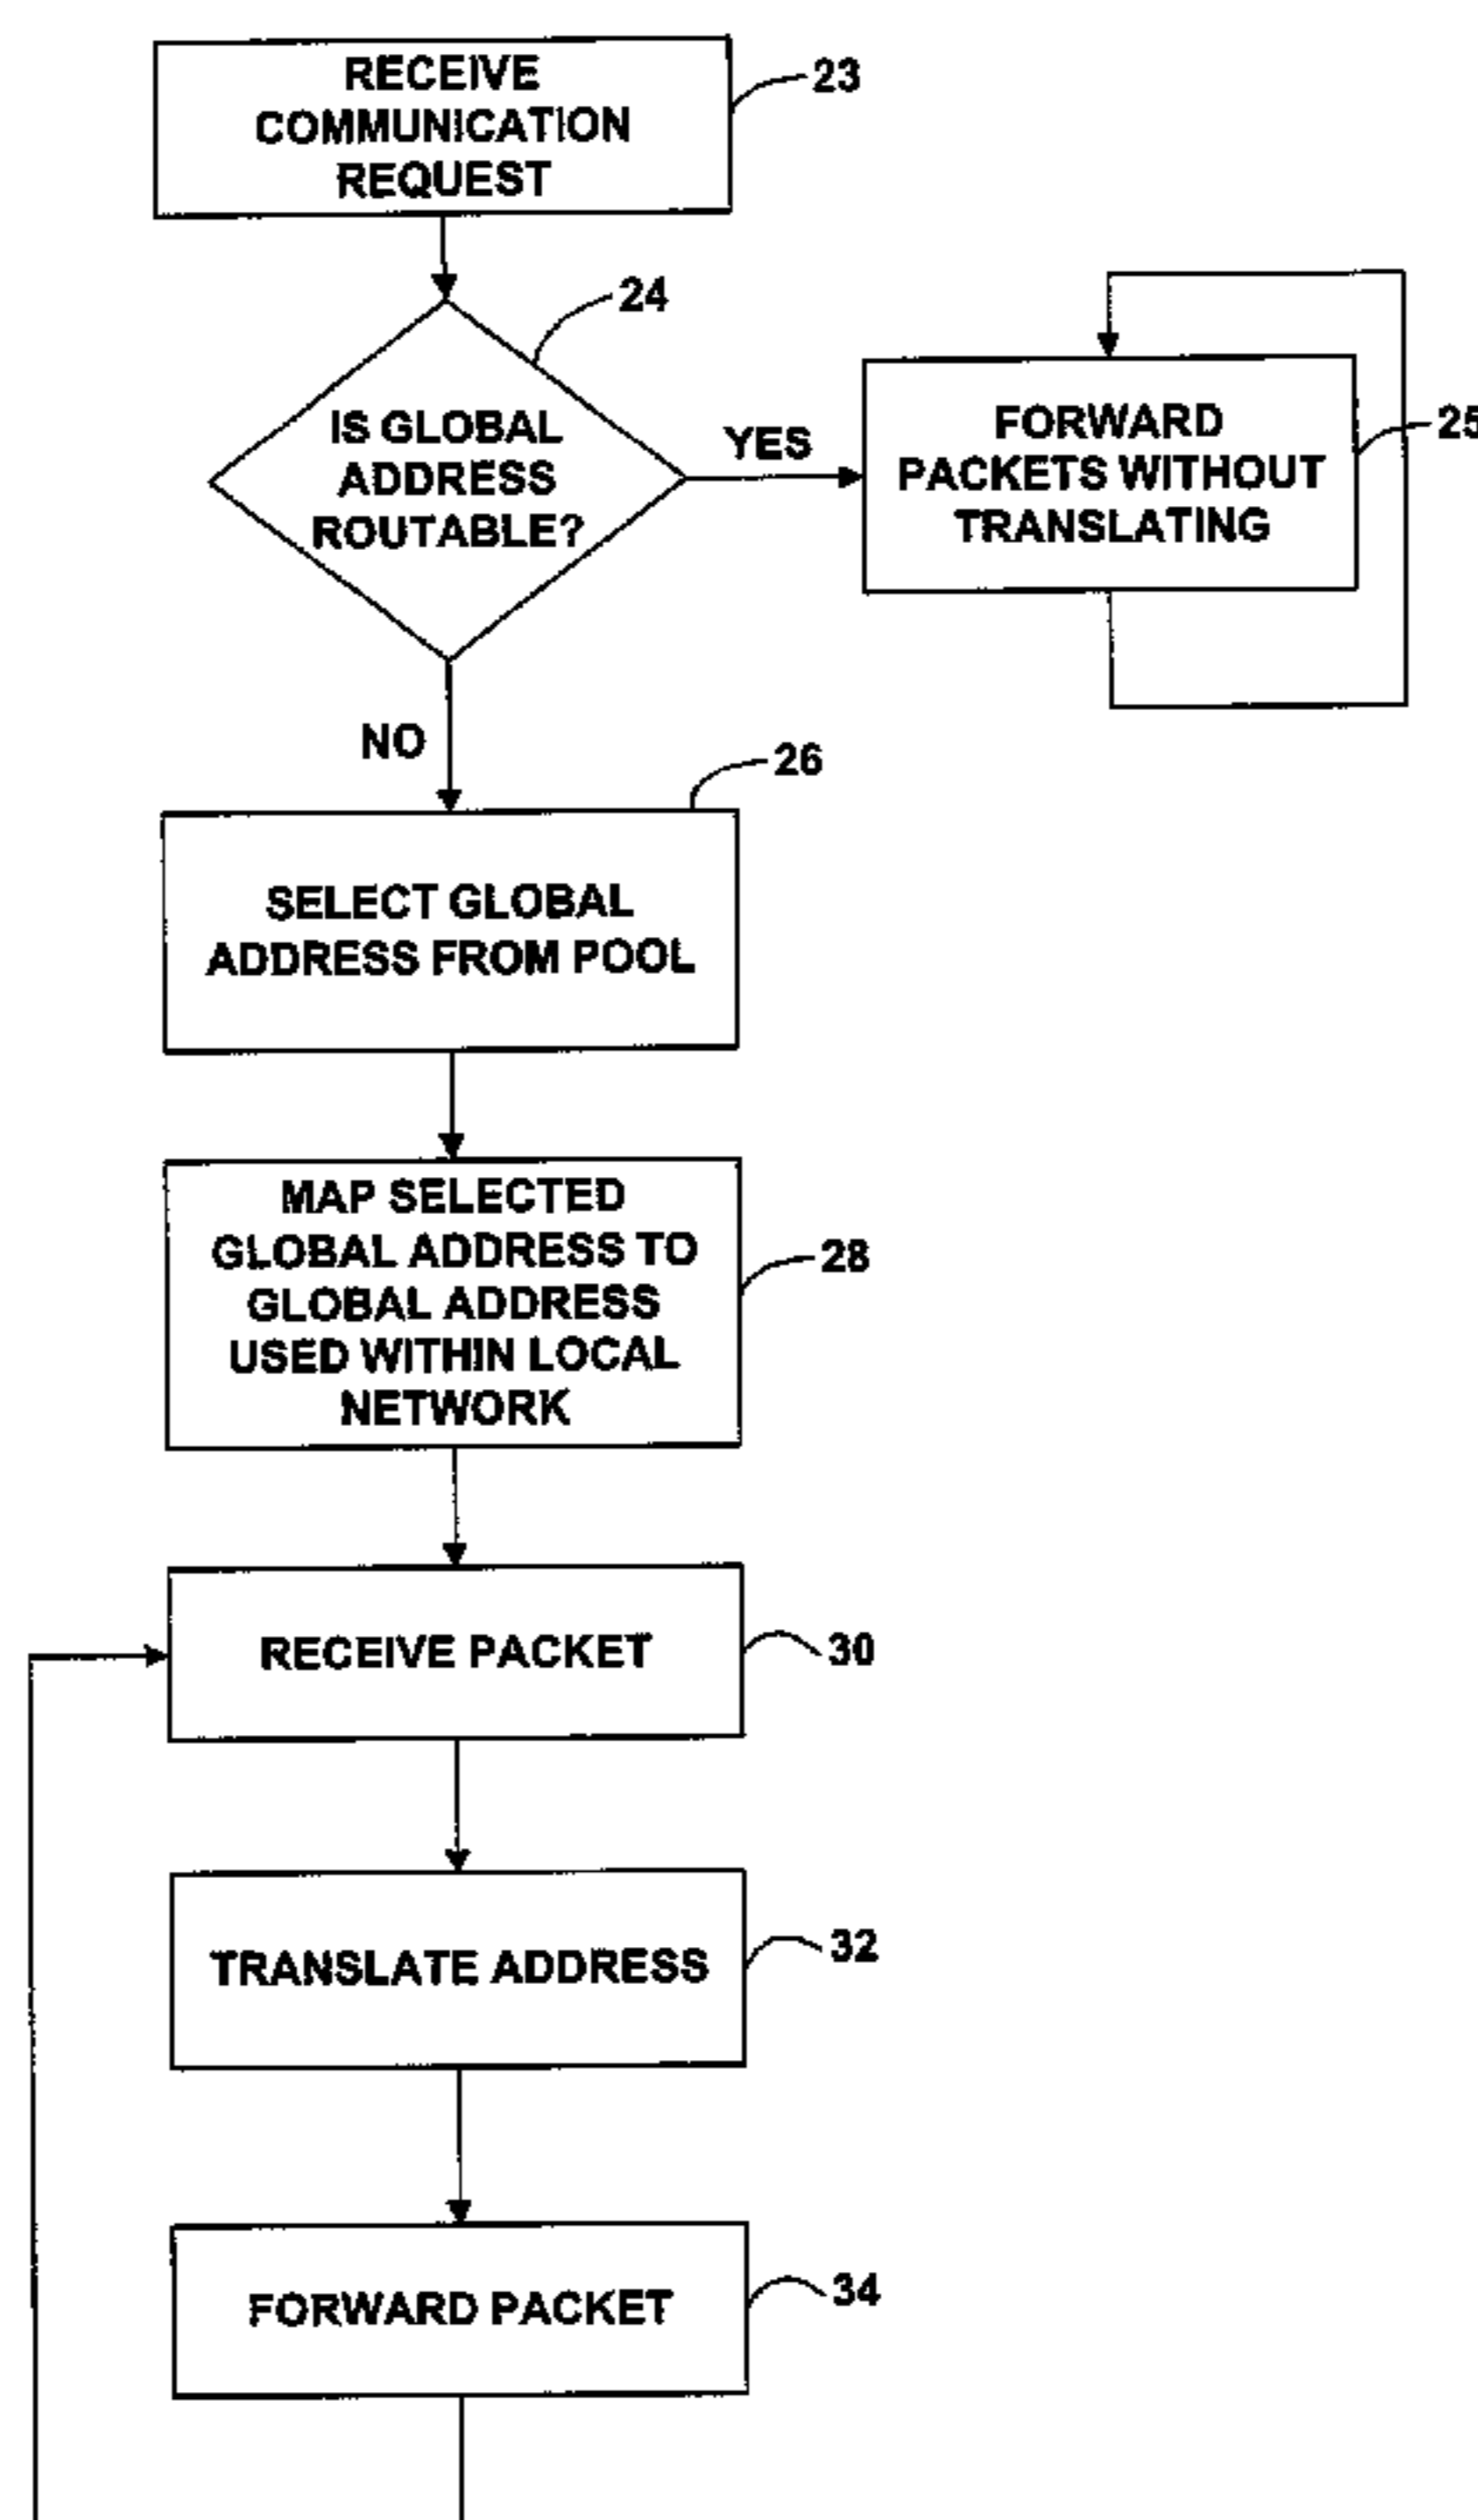 RECEIVE
COMMUNICATION
REQUEST
23
24
IS GLOBAL
ADDRESS
ROUTABLE?
YES
FORWARD
PACKETS WITHOUT
TRANSLATING
25
NO
26
SELECT GLOBAL
ADDRESS FROM POOL
MAP SELECTED
GLOBAL ADDRESS TO
GLOBAL ADDRESS
USED WITHIN LOCAL
NETWORK
28
RECEIVE PACKET
30
TRANSLATE ADDRESS
32
FORWARD PACKET
34